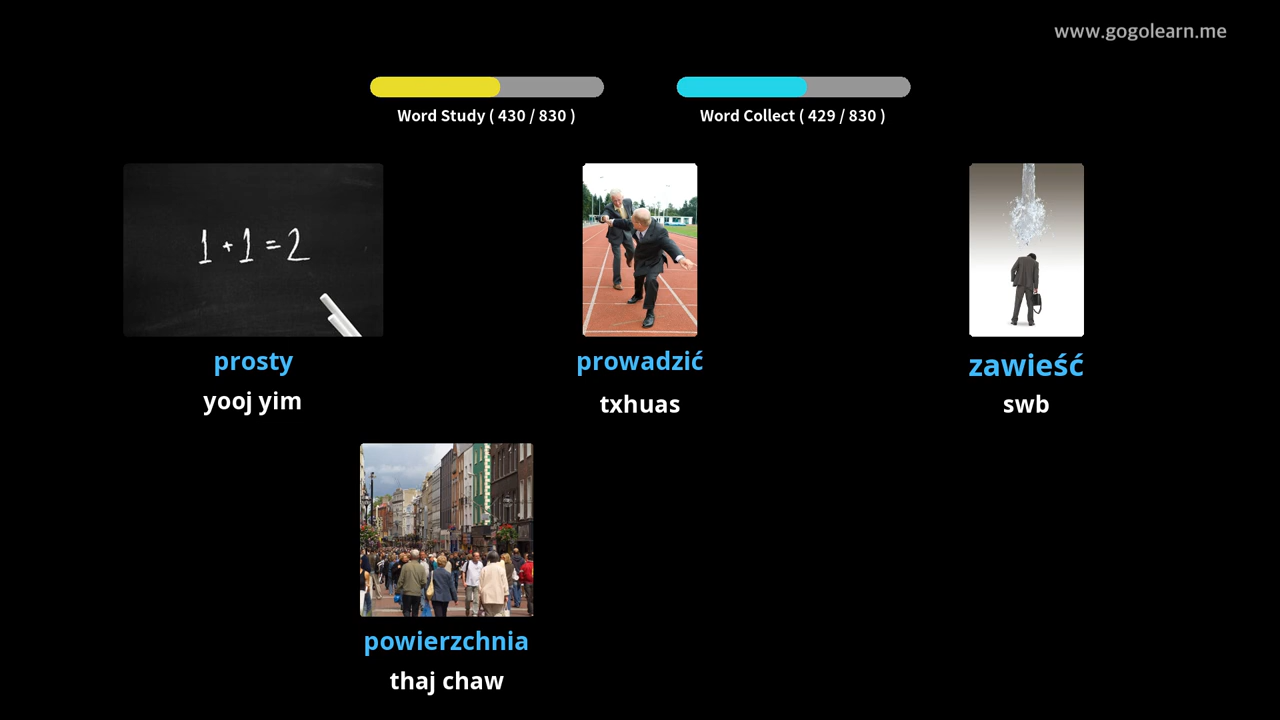 www.gogolearn.me
Word Study ( 430 / 830 )
Word Collect ( 429 / 830 )
1 + 1 = 2
prosty
yooj yim
prowadzić
txhuas
zawieść
swb
powierzchnia
thaj chaw